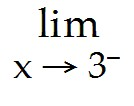 lim
x → 3⁻